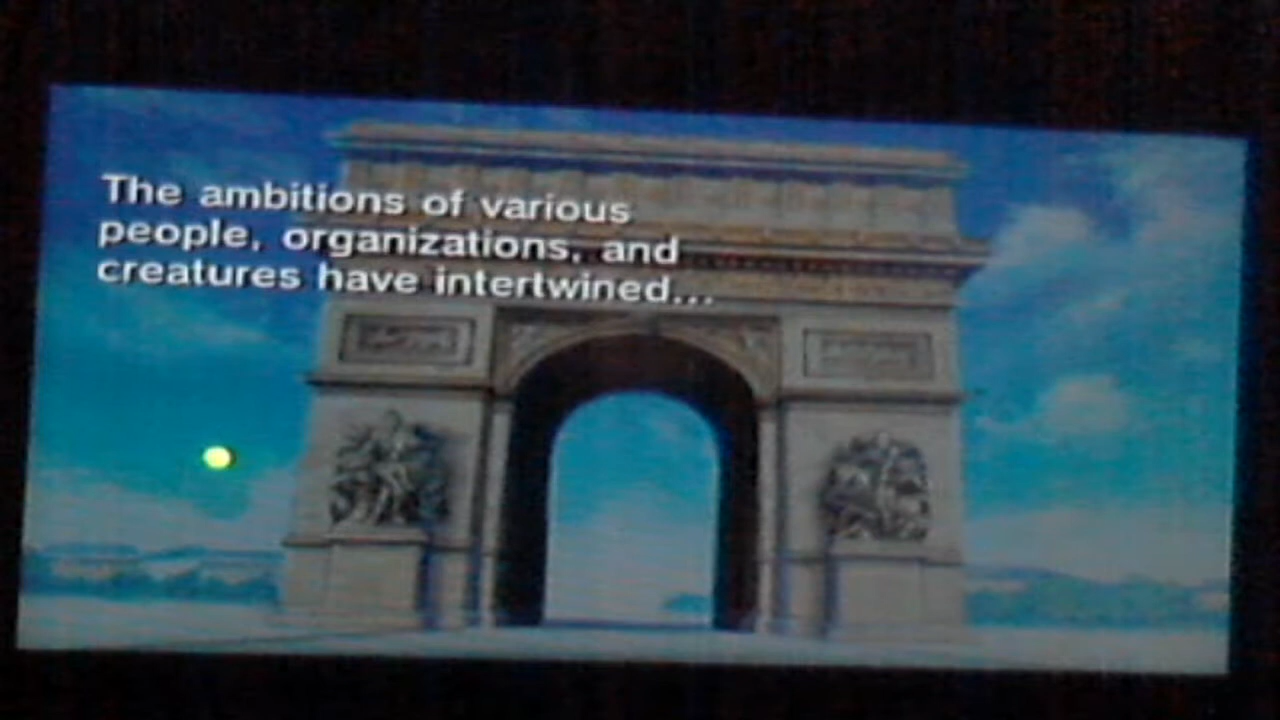 The ambitions of various
people, organizations, and
creatures have intertwined...